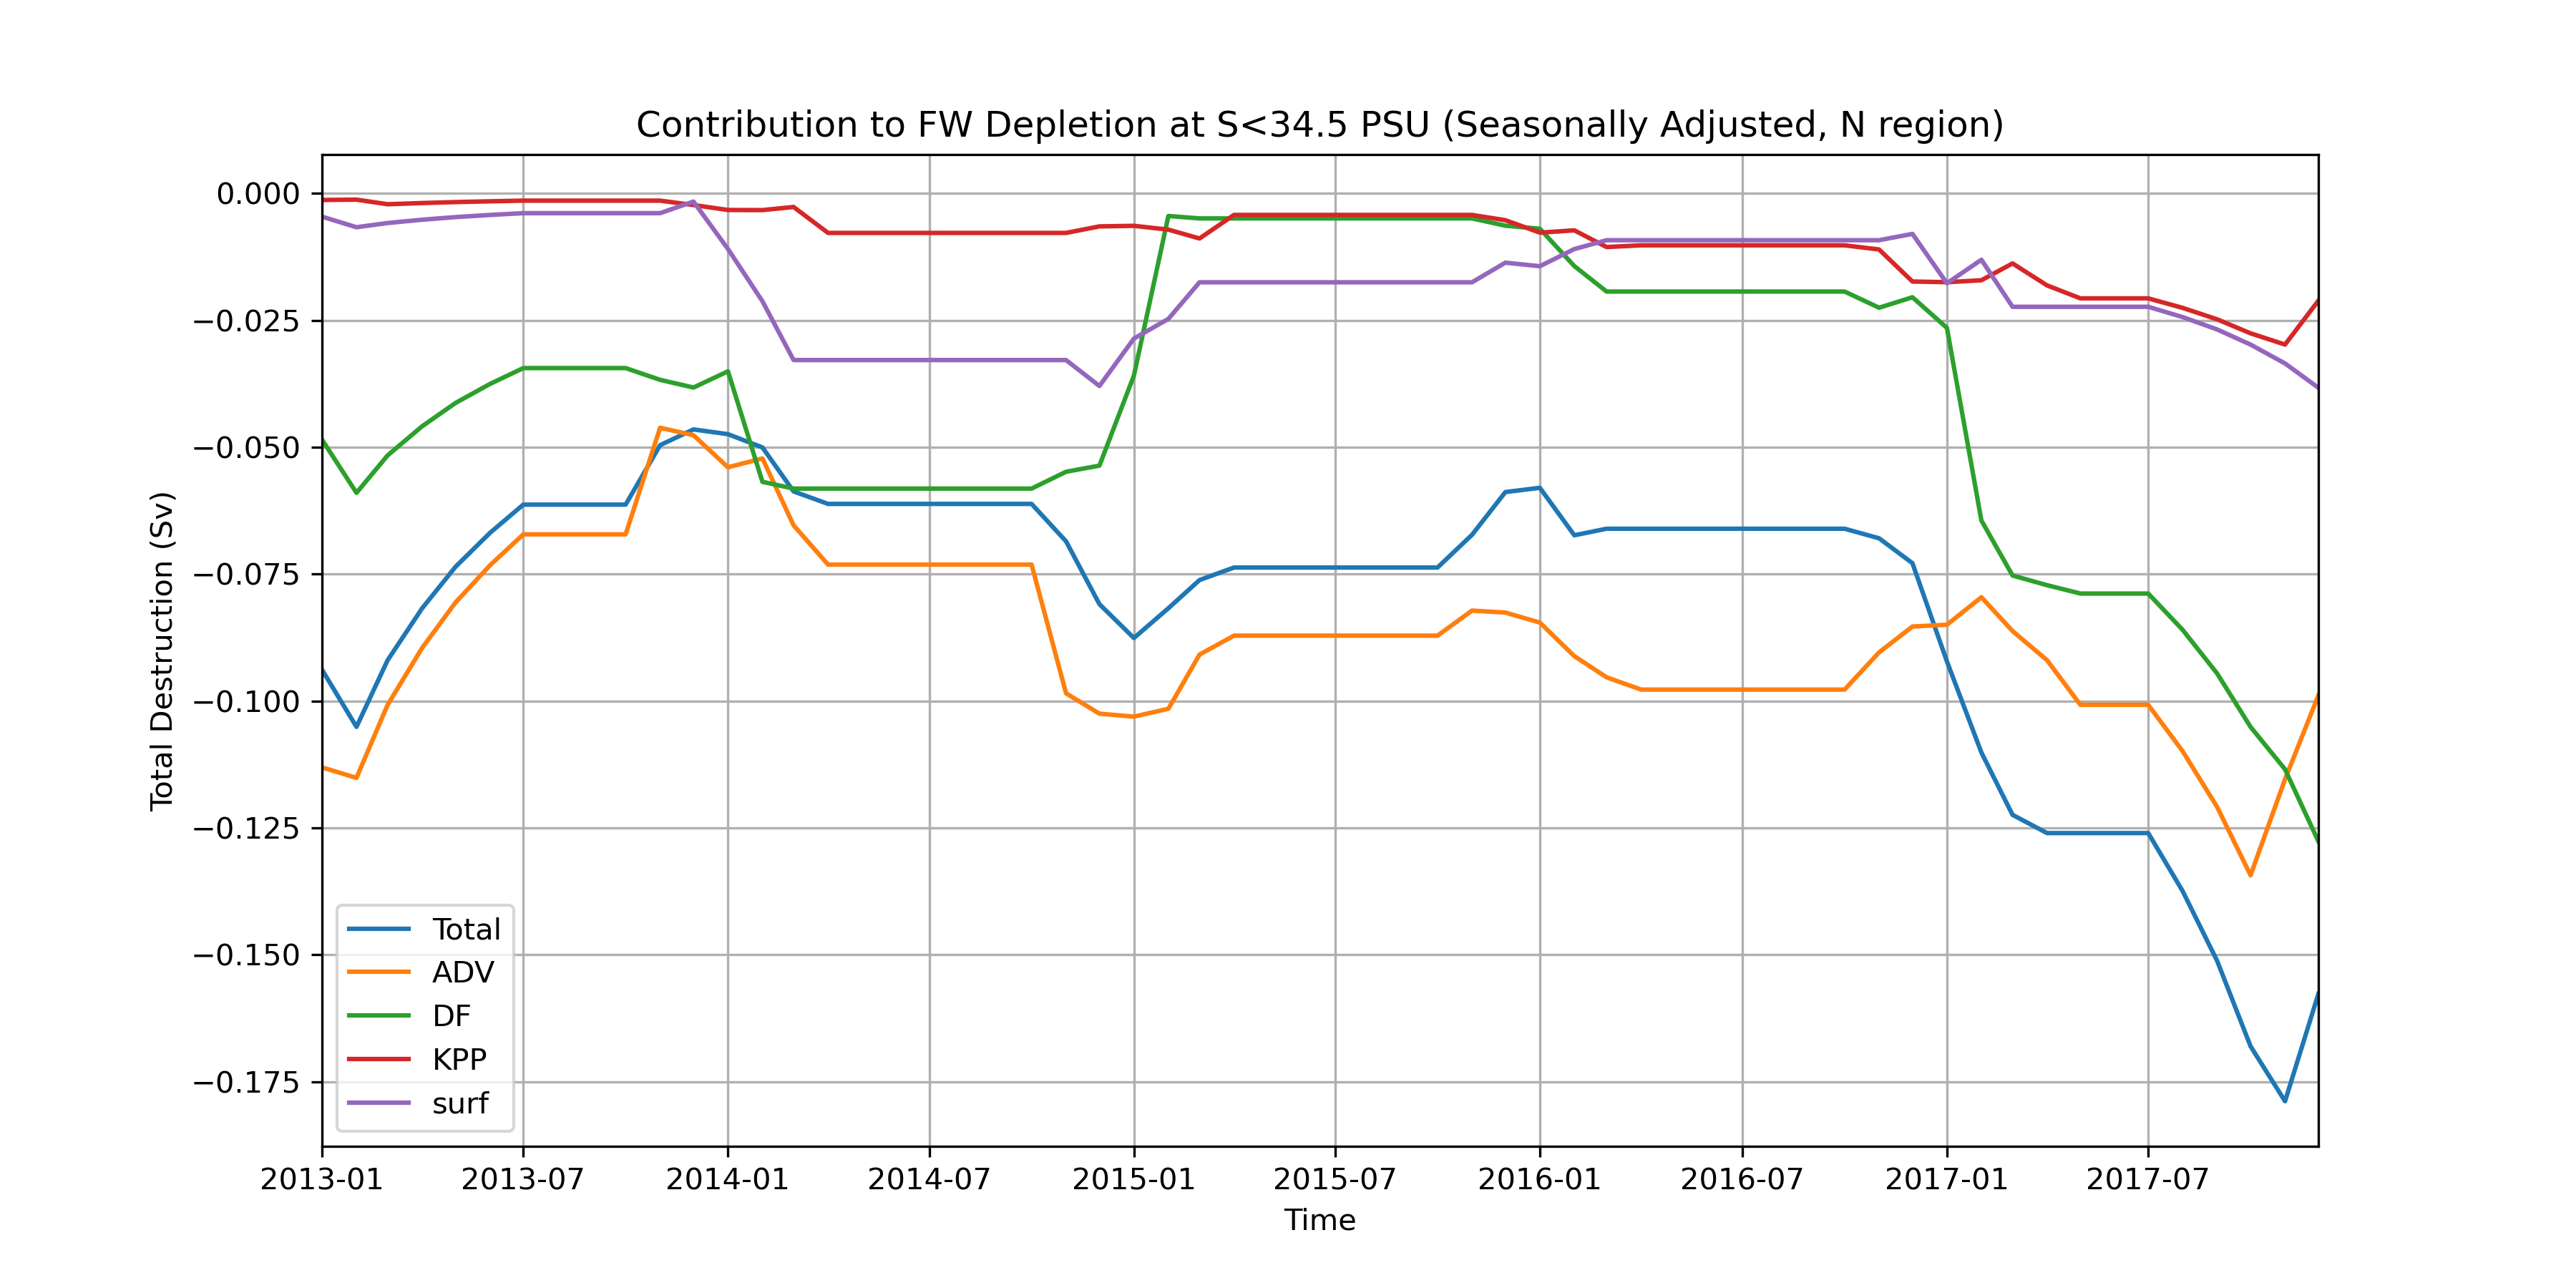 Contribution to FW Depletion at S<34.5 PSU (Seasonally Adjusted, N region)
Total Destruction (Sv)
0.000
−0.025
−0.050
−0.075
−0.100
−0.125
−0.150
−0.175
Total
ADV
DF
KPP
surf
2013-01 2013-07 2014-01 2014-07 2015-01 2015-07 2016-01 2016-07 2017-01 2017-07
Time